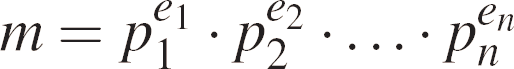 m = p_1^{e_1} · p_2^{e_2} · … · p_n^{e_n}